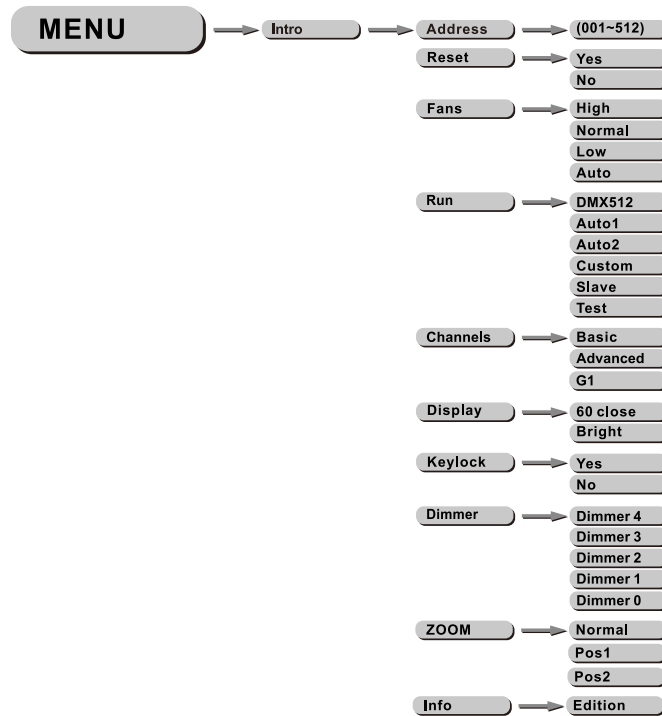 MENU Intro Address (001~512)
Reset Yes
No
Fans High
Normal
Low
Auto
Run DMX512
Auto1
Auto2
Custom
Slave
Test
Channels Basic
Advanced
G1
Display 60 close
Bright
Keylock Yes
No
Dimmer Dimmer 4
Dimmer 3
Dimmer 2
Dimmer 1
Dimmer 0
ZOOM Normal
Pos1
Pos2
Info Edition